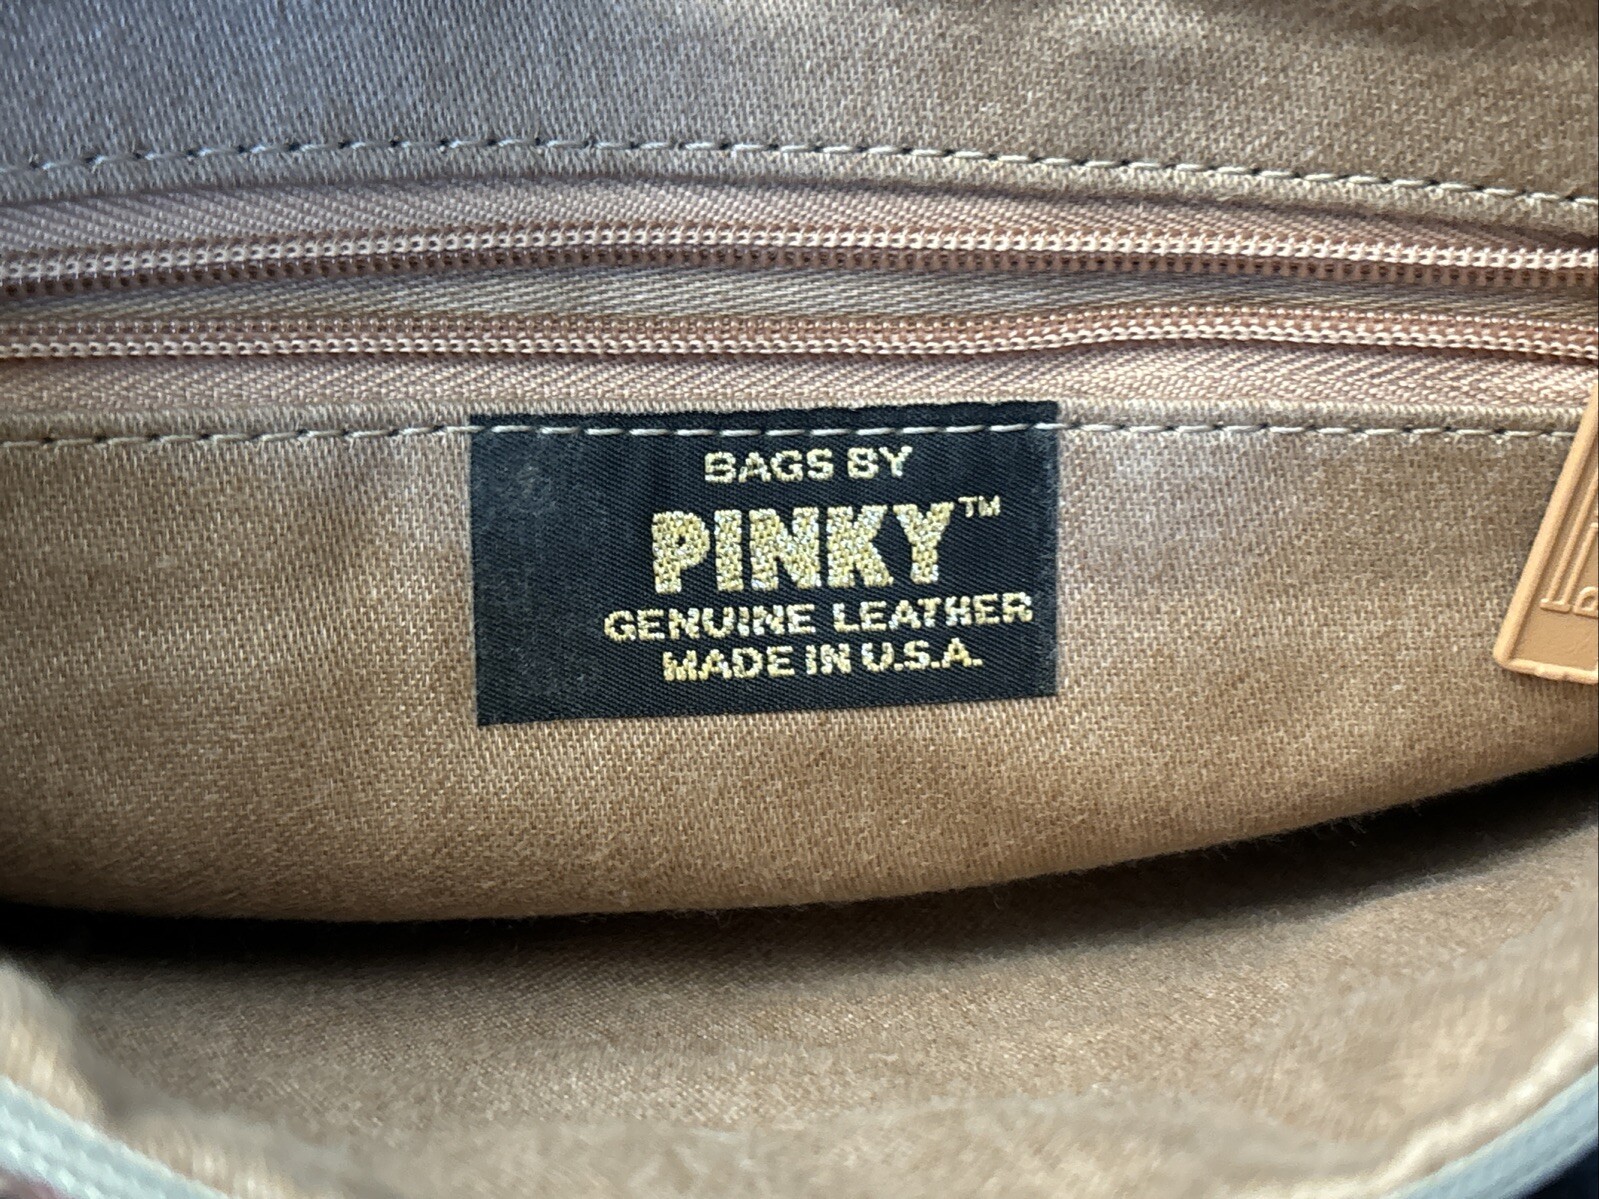 BAGS BY
PINKY™
GENUINE LEATHER
MADE IN U.S.A.